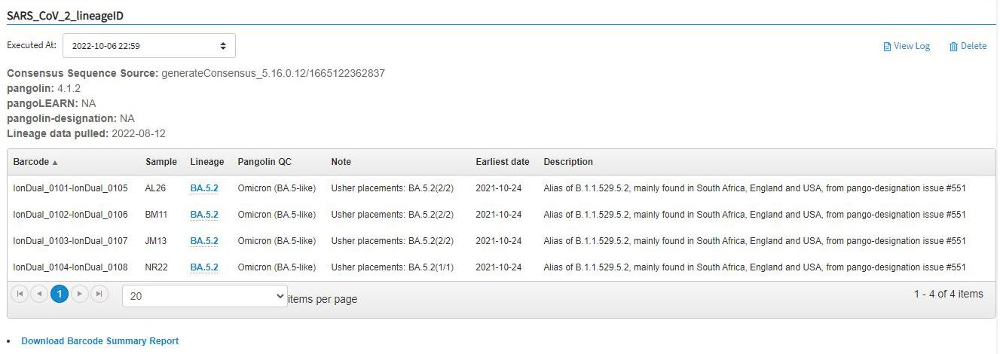 SARS_CoV_2_lineageID
Executed At: 2022-10-06 22:59 View Log Delete
Consensus Sequence Source: generateConsensus_5.16.0.12/1665122362837
pangolin: 4.1.2
pangoLEARN: NA
pangolin-designation: NA
Lineage data pulled: 2022-08-12
Barcode Sample Lineage Pangolin QC Note Earliest date Description
IonDual_0101-IonDual_0105 AL26 BA.5.2 Omicron (BA.5-like) Usher placements: BA.5.2(2/2) 2021-10-24 Alias of B.1.1.529.5.2, mainly found in South Africa, England and USA, from pango-designation issue #551
IonDual_0102-IonDual_0106 BM11 BA.5.2 Omicron (BA.5-like) Usher placements: BA.5.2(2/2) 2021-10-24 Alias of B.1.1.529.5.2, mainly found in South Africa, England and USA, from pango-designation issue #551
IonDual_0103-IonDual_0107 JM13 BA.5.2 Omicron (BA.5-like) Usher placements: BA.5.2(2/2) 2021-10-24 Alias of B.1.1.529.5.2, mainly found in South Africa, England and USA, from pango-designation issue #551
IonDual_0104-IonDual_0108 NR22 BA.5.2 Omicron (BA.5-like) Usher placements: BA.5.2(1/1) 2021-10-24 Alias of B.1.1.529.5.2, mainly found in South Africa, England and USA, from pango-designation issue #551
1 20 items per page 1 - 4 of 4 items
Download Barcode Summary Report